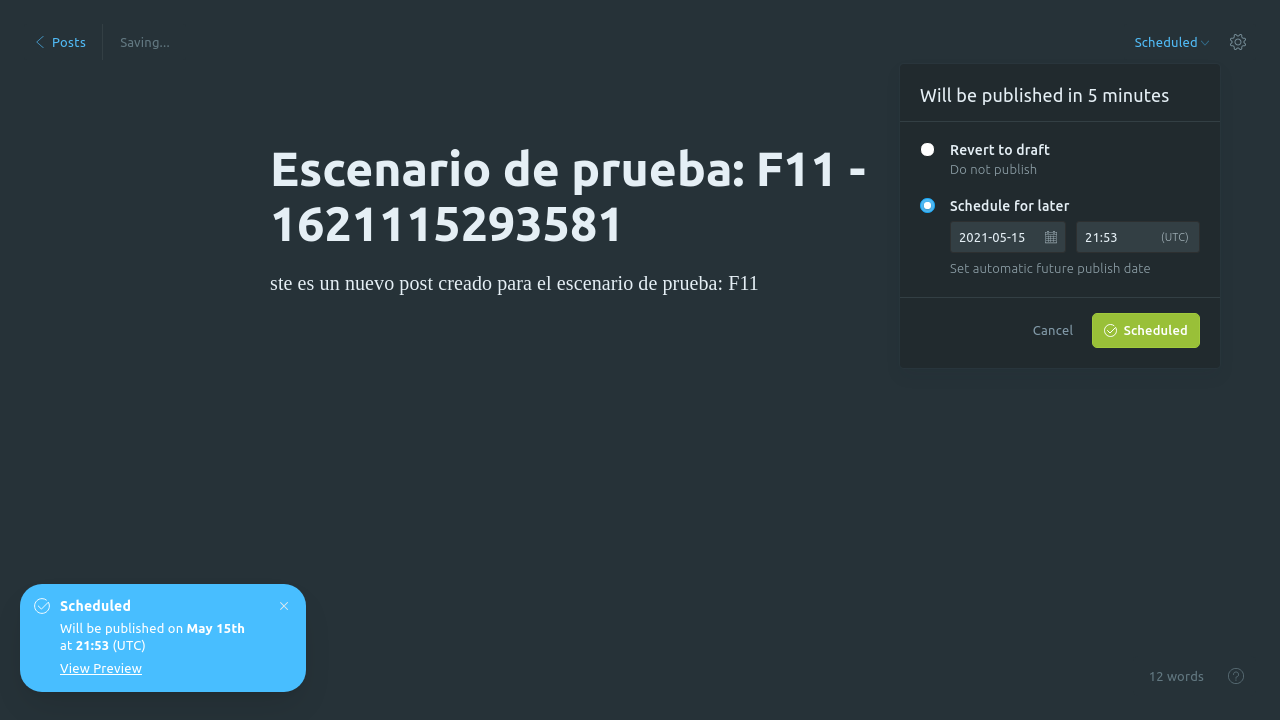 Posts
Saving...
Scheduled
Will be published in 5 minutes
Revert to draft
Do not publish
Schedule for later
2021-05-15
21:53 (UTC)
Set automatic future publish date
Cancel
Scheduled
Escenario de prueba: F11 -
1621115293581
ste es un nuevo post creado para el escenario de prueba: F11
Scheduled
Will be published on May 15th
at 21:53 (UTC)
View Preview
12 words
?